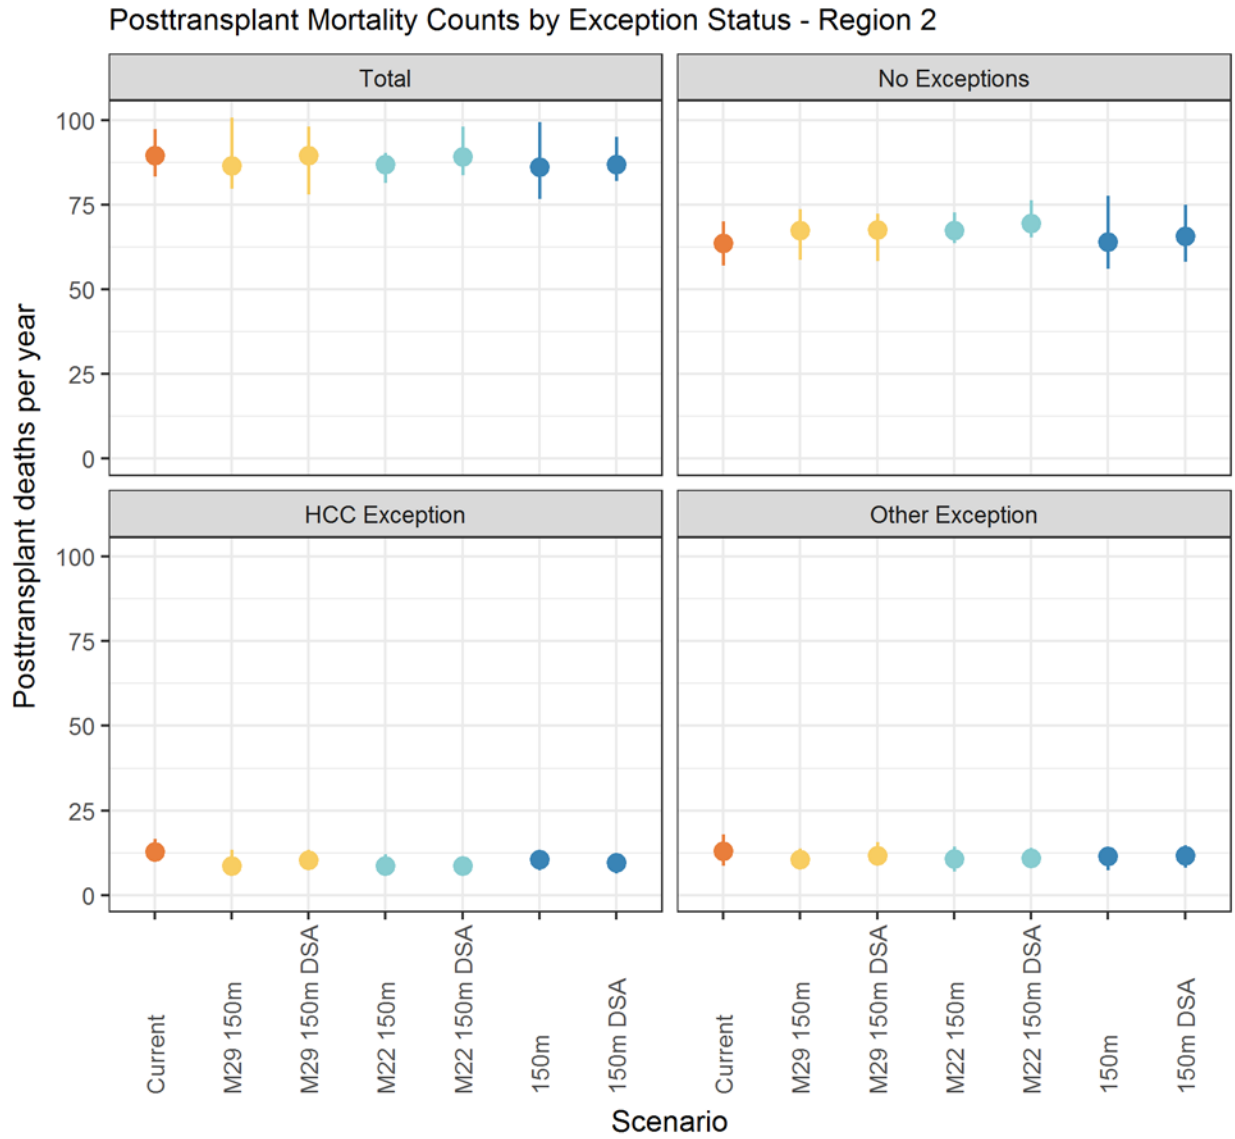 Posttransplant Mortality Counts by Exception Status - Region 2
Total
No Exceptions
100
75
50
25
0
HCC Exception
Other Exception
100
75
50
25
0
Posttransplant deaths per year
Current
M29 150m
M29 150m DSA
M22 150m
M22 150m DSA
150m
150m DSA
Current
M29 150m
M29 150m DSA
M22 150m
M22 150m DSA
150m
150m DSA
Scenario